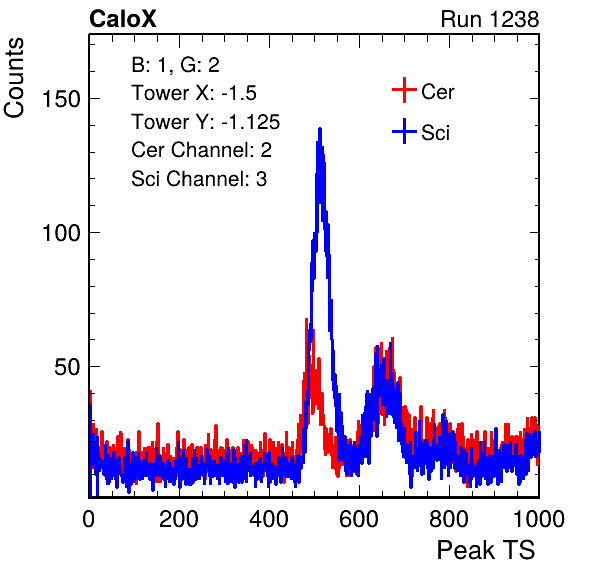 CaloX Run 1238
Counts
B: 1, G: 2
Tower X: -1.5
Tower Y: -1.125
Cer Channel: 2
Sci Channel: 3
Cer
Sci
150
100
50
0 200 400 600 800 1000
Peak TS